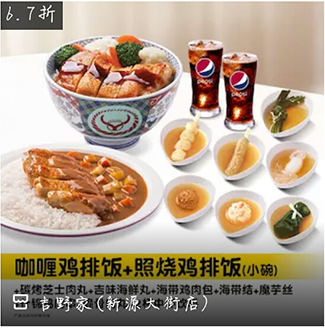 6.7折
pepsi
pepsi
咖喱鸡排饭+照烧鸡排饭(小碗)
+碳烤芝士肉丸+吉味海鲜丸+海带鸡肉包+海带结+魔芋丝
吉野家(新源大街店)